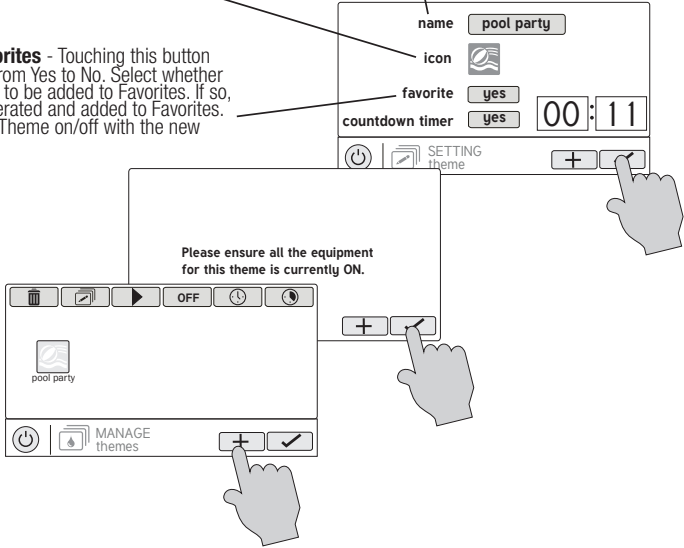 name pool party
icon
favorite yes
countdown timer yes 00:11
SETTING
theme
orites - Touching this button
rom Yes to No. Select whether
to be added to Favorites. If so,
erated and added to Favorites.
Theme on/off with the new
Please ensure all the equipment
for this theme is currently ON.
OFF
pool party
MANAGE
themes